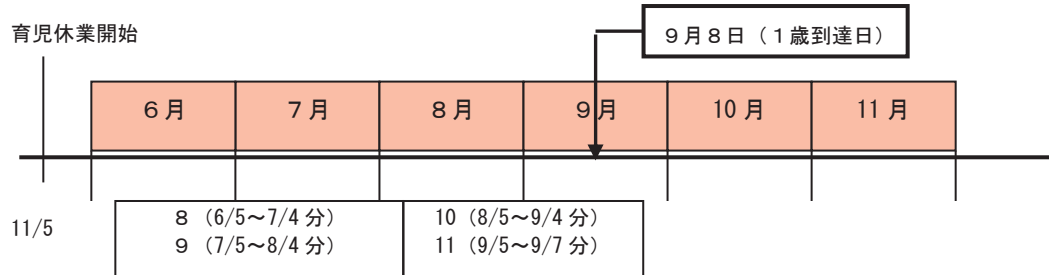 育児休業開始
９月８日（１歳到達日）
６月
７月
８月
９月
10月
11月
11/5
８（6/5～7/4分）
９（7/5～8/4分）
10（8/5～9/4分）
11（9/5～9/7分）